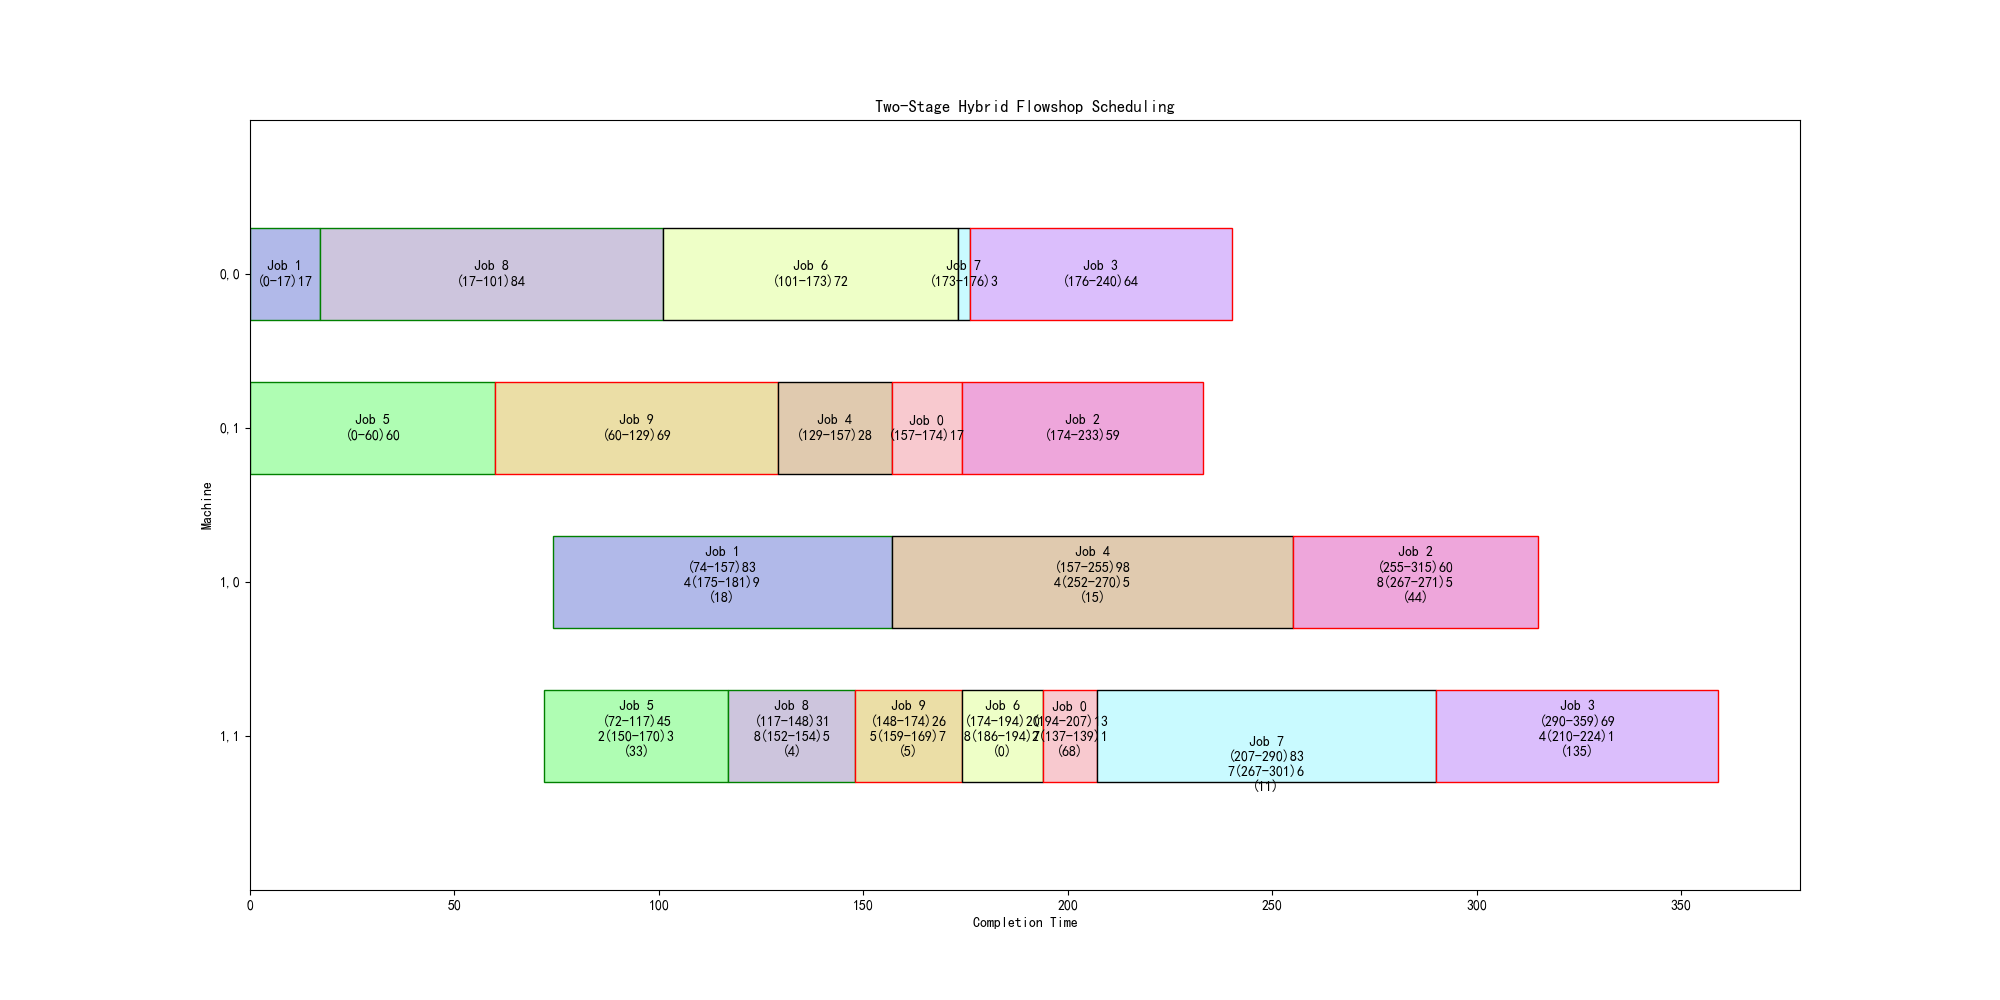 Two-Stage Hybrid Flowshop Scheduling
Machine
0,0
Job 1
(0-17)17
Job 8
(17-101)84
Job 6
(101-173)72
Job 7
(173-176)3
Job 3
(176-240)64
0,1
Job 5
(0-60)60
Job 9
(60-129)69
Job 4
(129-157)28
Job 0
(157-174)17
Job 2
(174-233)59
1,0
Job 1
(74-157)83
4(175-181)9
(18)
Job 4
(157-255)98
4(252-270)5
(15)
Job 2
(255-315)60
8(267-271)5
(44)
1,1
Job 5
(72-117)45
2(150-170)3
(33)
Job 8
(117-148)31
8(152-154)5
(4)
Job 9
(148-174)26
5(159-169)7
(5)
Job 6
(174-194)20
8(186-194)
(0)
Job 0
(194-207)13
(137-139)1
(68)
Job 7
(207-290)83
7(267-301)6
(11)
Job 3
(290-359)69
4(210-224)1
(135)
0 50 100 150 200 250 300 350
Completion Time